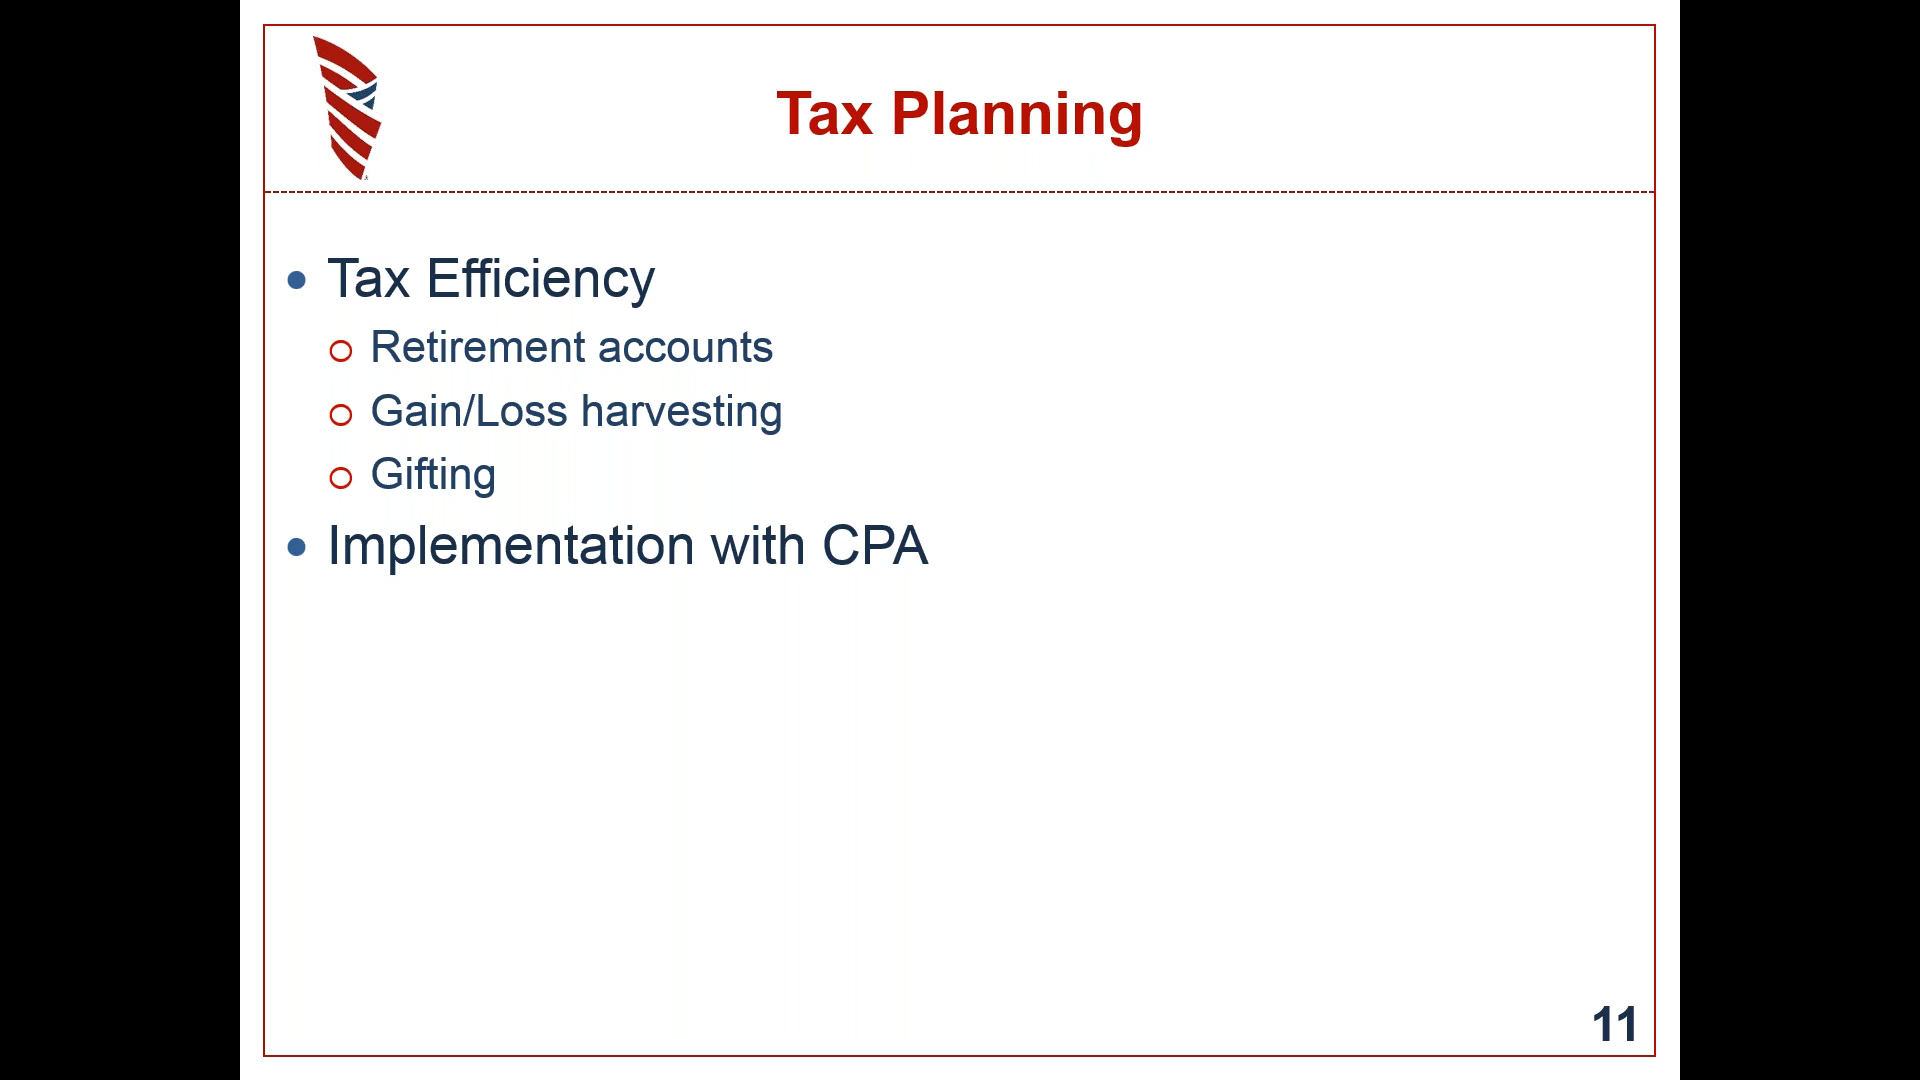 Tax Planning
Tax Efficiency
Retirement accounts
Gain/Loss harvesting
Gifting
Implementation with CPA
11